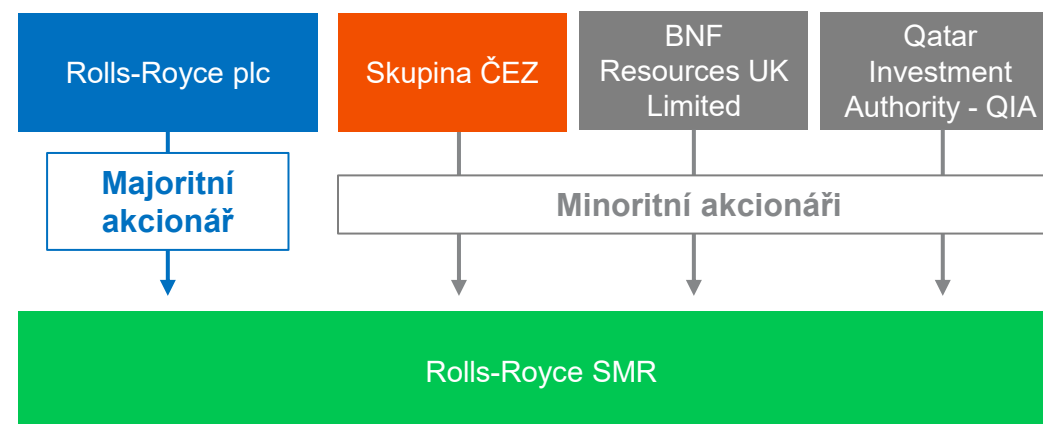 Rolls-Royce plc
Skupina ČEZ
BNF
Resources UK
Limited
Qatar
Investment
Authority - QIA
Majoritní
akcionář
Minoritní akcionáři
Rolls-Royce SMR